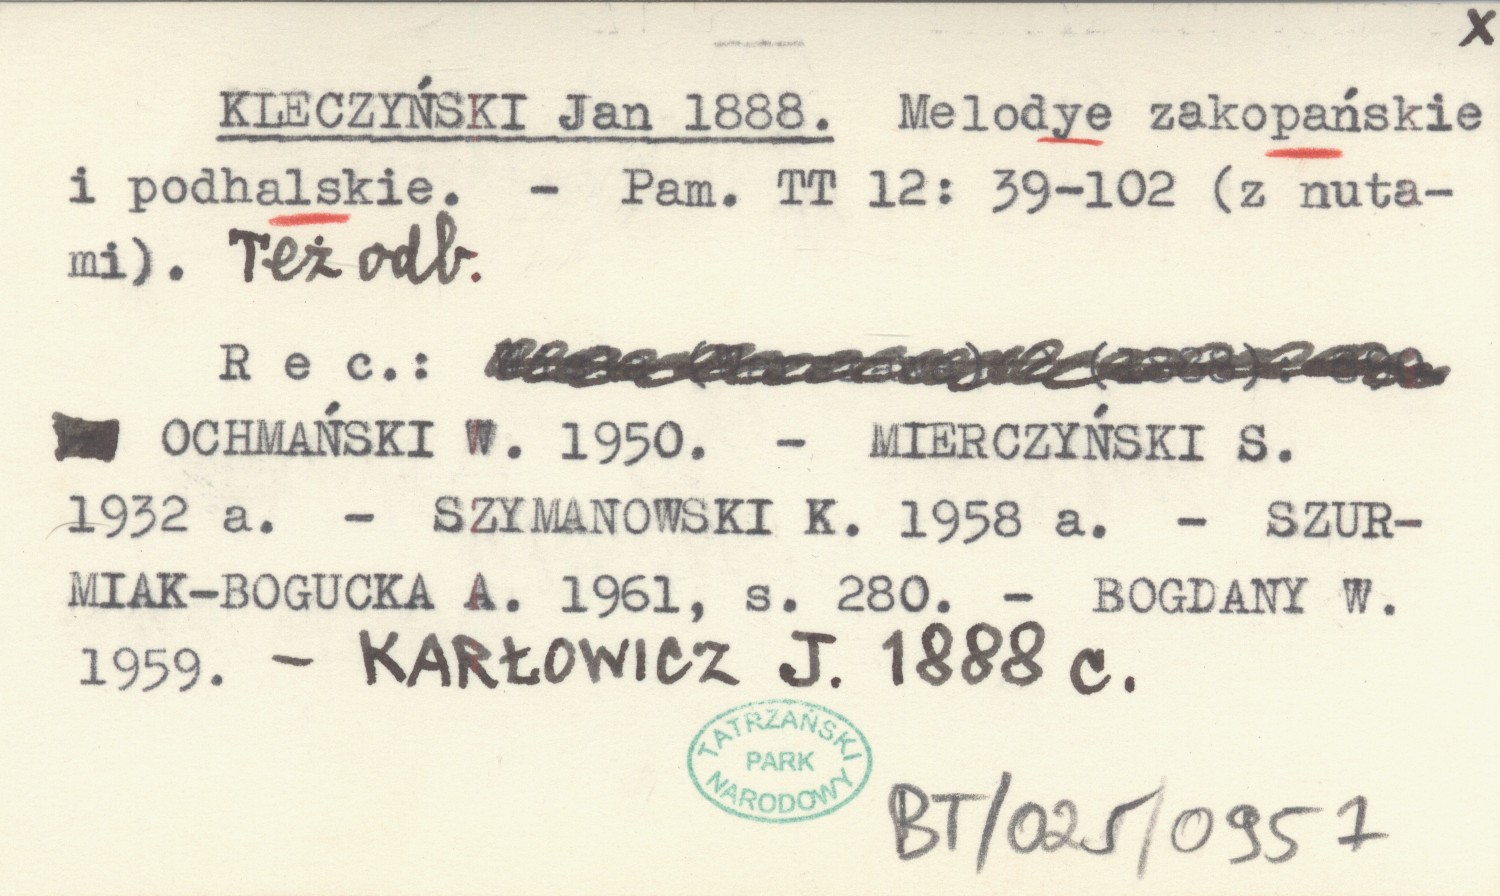 x
KLECZYŃSKI Jan 1888. Melodye zakopańskie
i podhalskie. - Pam. TT 12: 39-102 (z nuta-
mi). Też odb.
R e c.:
OCHMAŃSKI W. 1950. - MIERCZYŃSKI S.
1932 a. - SZYMANOWSKI K. 1958 a. - SZUR-
MIAK-BOGUCKA A. 1961, s. 280. - BOGDANY W.
1959. - KARŁOWICZ J. 1888 c.
TATRZAŃSKI
PARK
NARODOWY
BT/025/0951